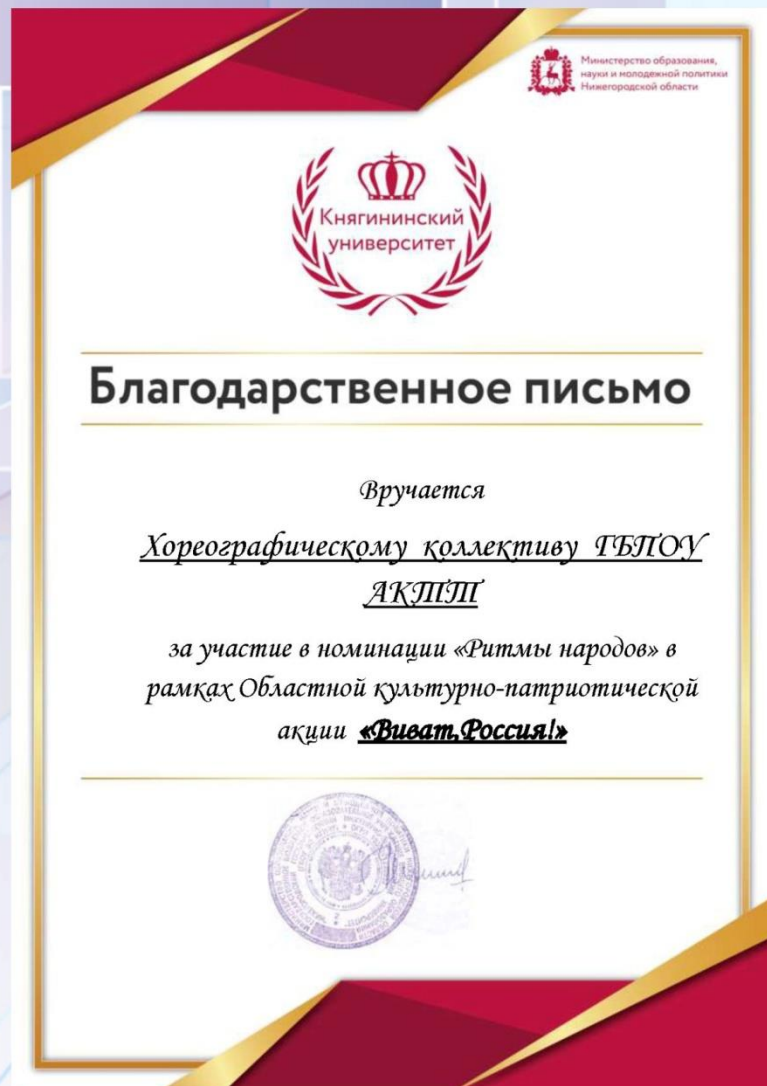 Министерство образования,
науки и молодежной политики
Нижегородской области
Княгининский
университет
Благодарственное письмо
Вручается
Хореографическому коллективу ГБПОУ
АКТТ
за участие в номинации «Ритмы народов» в
рамках Областной культурно-патриотической
акции «Виват,Россия!»